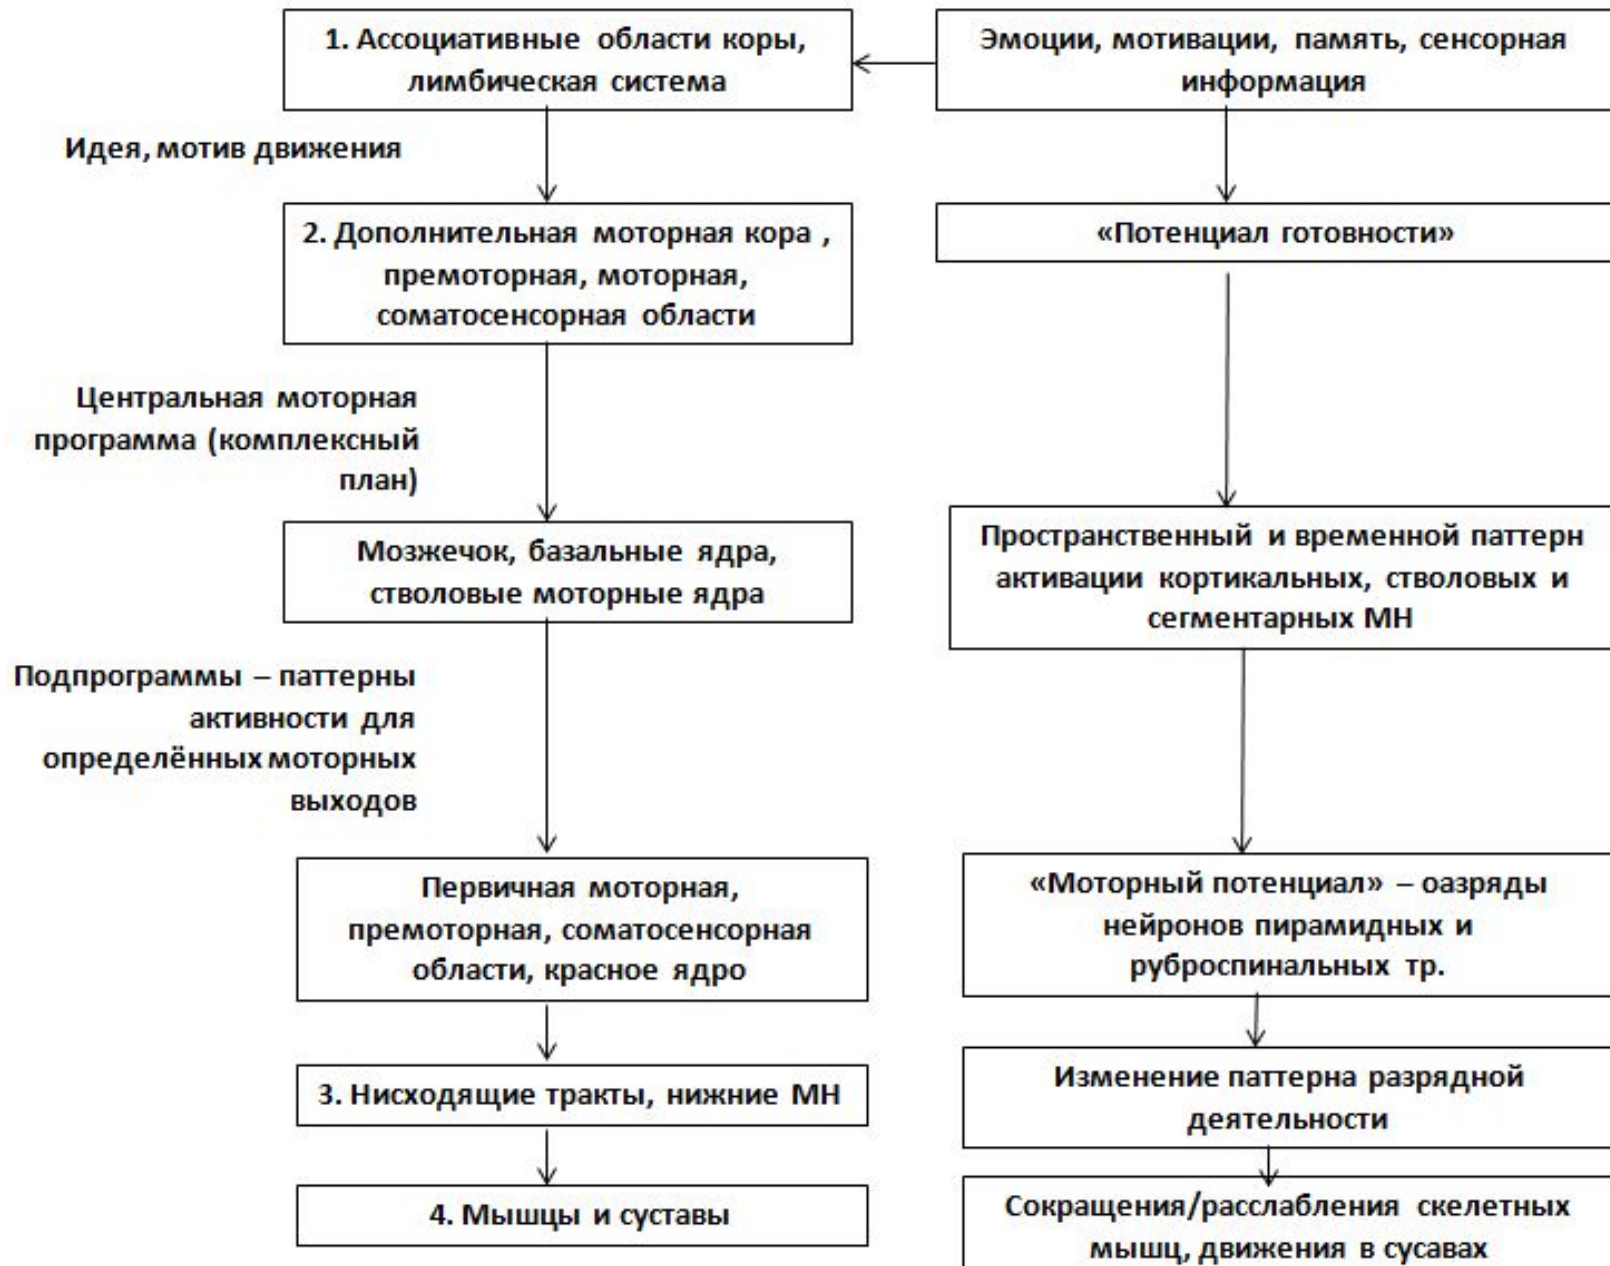 1. Ассоциативные области коры,
лимбическая система
Эмоции, мотивации, память, сенсорная
информация
Идея, мотив движения
2. Дополнительная моторная кора ,
премоторная, моторная,
соматосенсорная области
«Потенциал готовности»
Центральная моторная
программа (комплексный
план)
Мозжечок, базальные ядра,
стволовые моторные ядра
Пространственный и временной паттерн
активации кортикальных, стволовых и
сегментарных МН
Подпрограммы – паттерны
активности для
определённых моторных
выходов
Первичная моторная,
премоторная, соматосенсорная
области, красное ядро
«Моторный потенциал» – оазряды
нейронов пирамидных и
руброспинальных тр.
3. Нисходящие тракты, нижние МН
Изменение паттерна разрядной
деятельности
4. Мышцы и суставы
Сокращения/расслабления скелетных
мышц, движения в сусавах